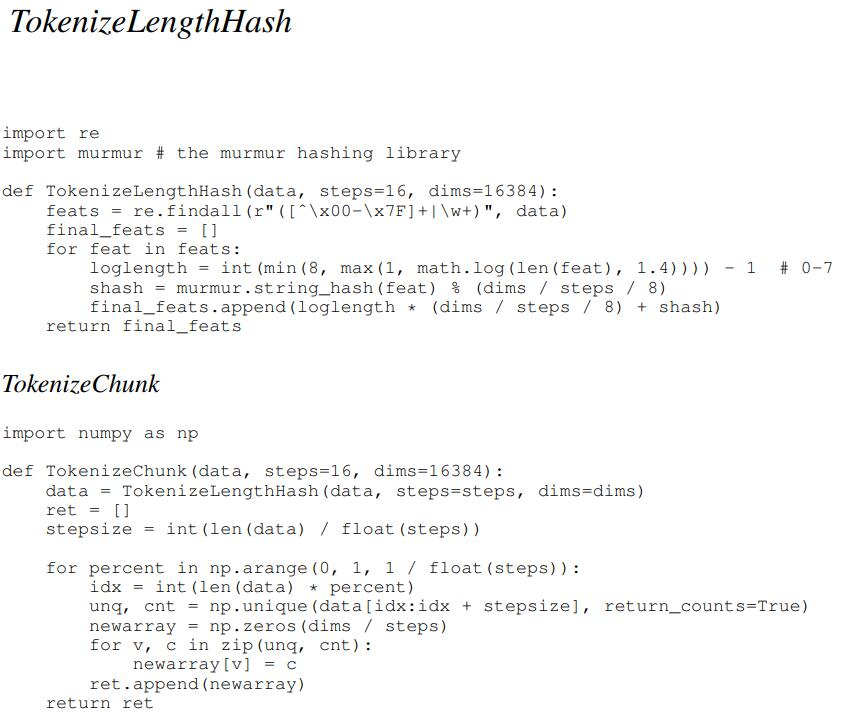 TokenizeLengthHash
import re
import murmur # the murmur hashing library
def TokenizeLengthHash(data, steps=16, dims=16384):
    feats = re.findall(r"([^\x00-\x7F]+|\w+)", data)
    final_feats = []
    for feat in feats:
        loglength = int(min(8, max(1, math.log(len(feat), 1.4)))) - 1  # 0-7
        shash = murmur.string_hash(feat) % (dims / steps / 8)
        final_feats.append(loglength * (dims / steps / 8) + shash)
    return final_feats
TokenizeChunk
import numpy as np
def TokenizeChunk(data, steps=16, dims=16384):
    data = TokenizeLengthHash(data, steps=steps, dims=dims)
    ret = []
    stepsize = int(len(data) / float(steps))
    for percent in np.arange(0, 1, 1 / float(steps)):
        idx = int(len(data) * percent)
        unq, cnt = np.unique(data[idx:idx + stepsize], return_counts=True)
        newarray = np.zeros(dims / steps)
        for v, c in zip(unq, cnt):
            newarray[v] = c
        ret.append(newarray)
    return ret